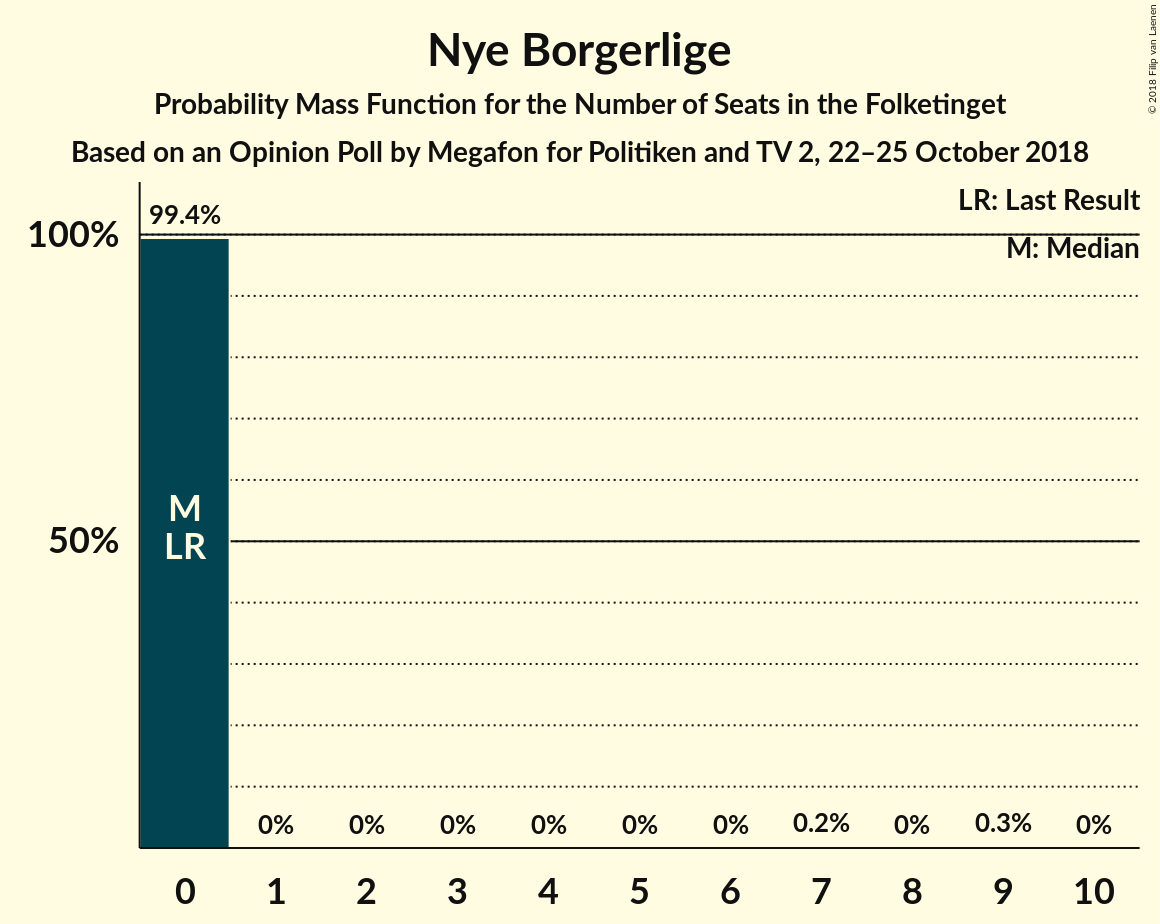 Nye Borgerlige
Probability Mass Function for the Number of Seats in the Folketinget
Based on an Opinion Poll by Megafon for Politiken and TV 2, 22–25 October 2018
© 2018 Filip van Laenen
LR: Last Result
M: Median
100%
50%
99.4%
M
LR
0% 0% 0% 0% 0% 0% 0.2% 0% 0.3% 0%
0 1 2 3 4 5 6 7 8 9 10